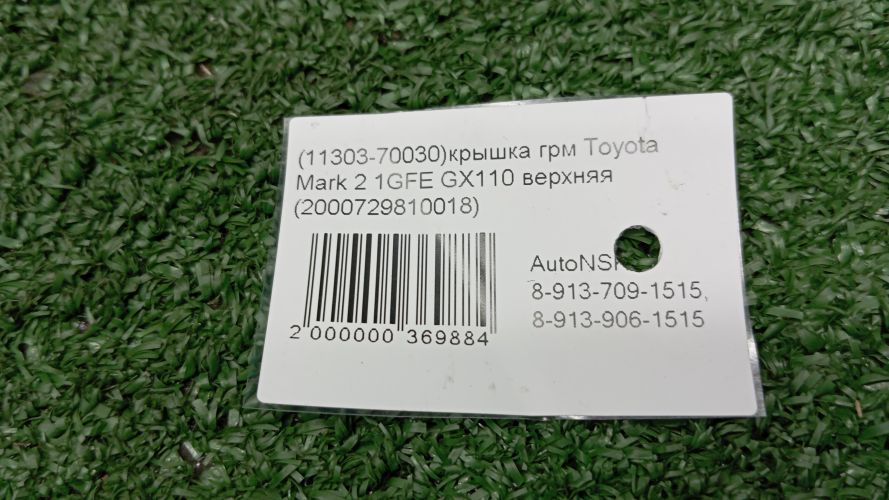 (11303-70030)крышка грм Toyota
Mark 2 1GFE GX110 верхняя
(2000729810018)
2 000000 369884
8-913-709-1515,
8-913-906-1515